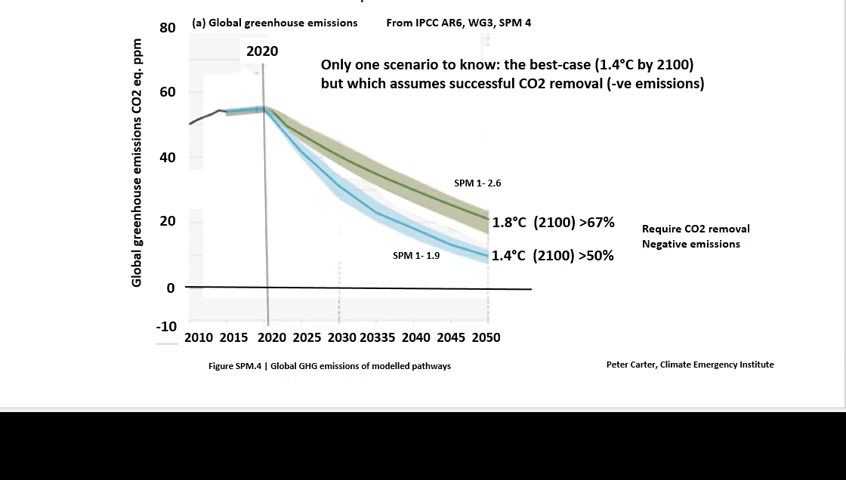 (a) Global greenhouse emissions From IPCC AR6, WG3, SPM 4
Global greenhouse emissions CO2 eq. ppm
80
60
40
20
0
-10
2020
Only one scenario to know: the best-case (1.4°C by 2100)
but which assumes successful CO2 removal (-ve emissions)
SPM 1- 2.6
1.8°C (2100) >67%
Require CO2 removal
Negative emissions
SPM 1- 1.9
1.4°C (2100) >50%
2010 2015 2020 2025 2030 20335 2040 2045 2050
Figure SPM.4 | Global GHG emissions of modelled pathways
Peter Carter, Climate Emergency Institute